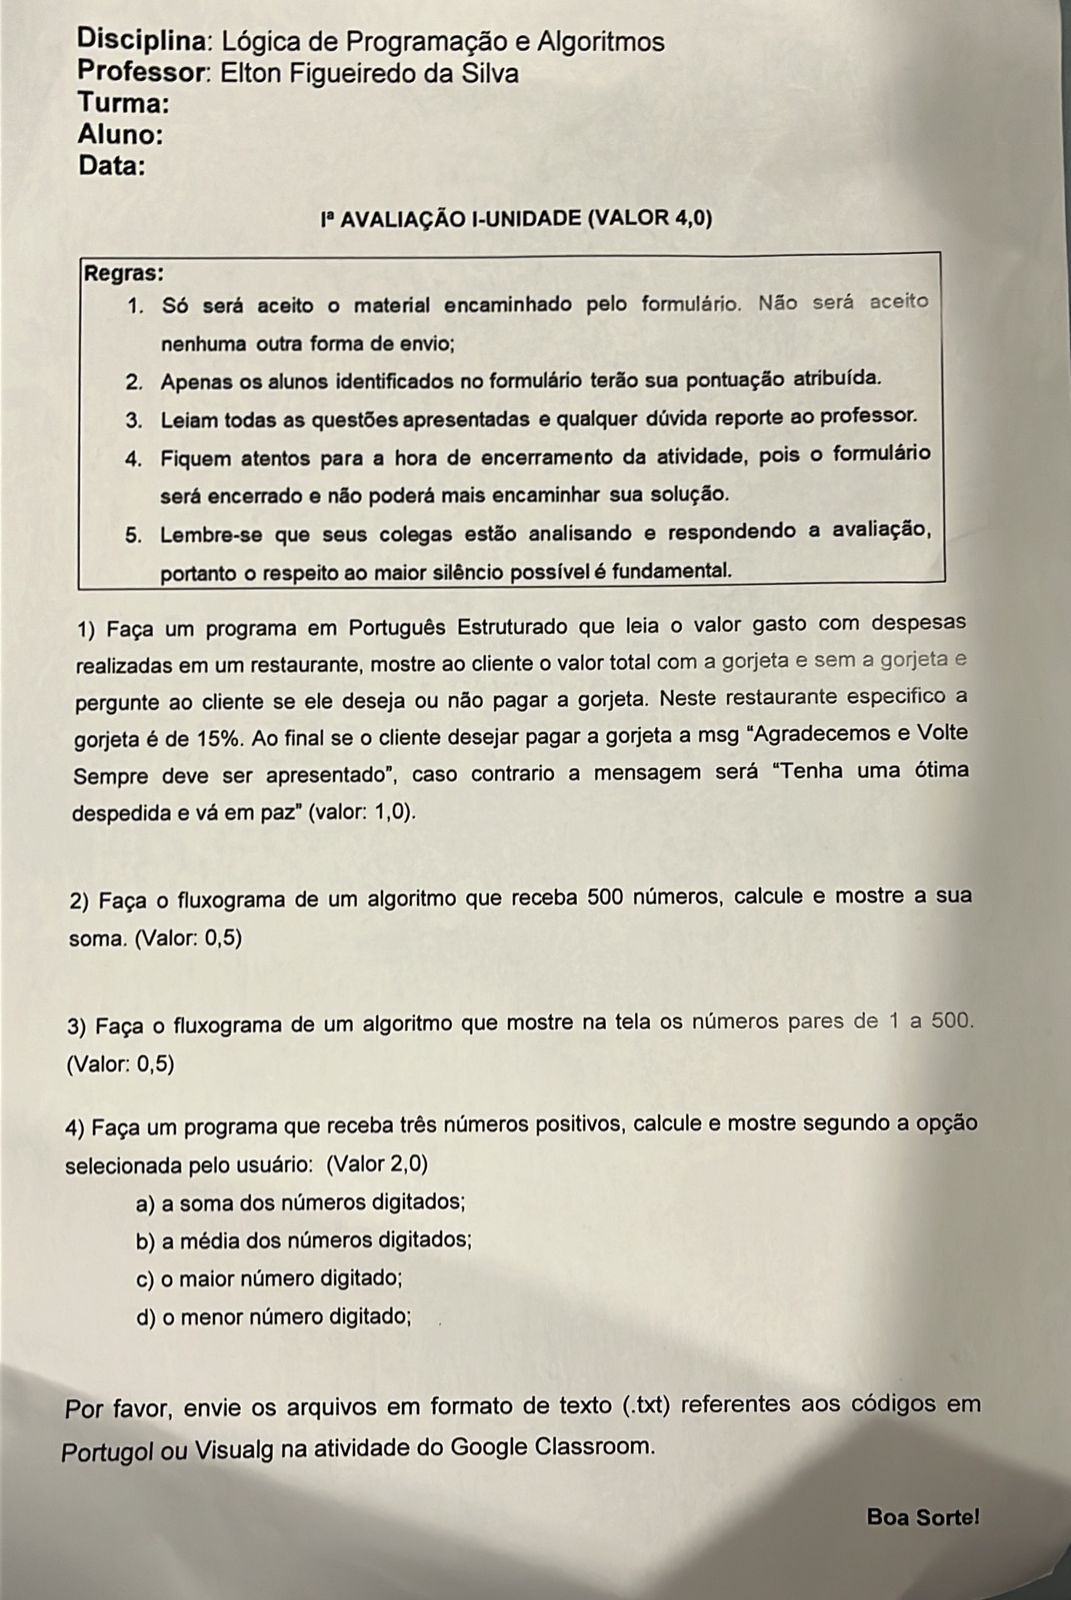 Disciplina: Lógica de Programação e Algoritmos
Professor: Elton Figueiredo da Silva
Turma:
Aluno:
Data:
Iª AVALIAÇÃO I-UNIDADE (VALOR 4,0)
Regras:
1. Só será aceito o material encaminhado pelo formulário. Não será aceito
nenhuma outra forma de envio;
2. Apenas os alunos identificados no formulário terão sua pontuação atribuída.
3. Leiam todas as questões apresentadas e qualquer dúvida reporte ao professor.
4. Fiquem atentos para a hora de encerramento da atividade, pois o formulário
será encerrado e não poderá mais encaminhar sua solução.
5. Lembre-se que seus colegas estão analisando e respondendo a avaliação,
portanto o respeito ao maior silêncio possível é fundamental.
1) Faça um programa em Português Estruturado que leia o valor gasto com despesas
realizadas em um restaurante, mostre ao cliente o valor total com a gorjeta e sem a gorjeta e
pergunte ao cliente se ele deseja ou não pagar a gorjeta. Neste restaurante especifico a
gorjeta é de 15%. Ao final se o cliente desejar pagar a gorjeta a msg “Agradecemos e Volte
Sempre deve ser apresentado”, caso contrario a mensagem será “Tenha uma ótima
despedida e vá em paz” (valor: 1,0).
2) Faça o fluxograma de um algoritmo que receba 500 números, calcule e mostre a sua
soma. (Valor: 0,5)
3) Faça o fluxograma de um algoritmo que mostre na tela os números pares de 1 a 500.
(Valor: 0,5)
4) Faça um programa que receba três números positivos, calcule e mostre segundo a opção
selecionada pelo usuário: (Valor 2,0)
a) a soma dos números digitados;
b) a média dos números digitados;
c) o maior número digitado;
d) o menor número digitado;
Por favor, envie os arquivos em formato de texto (.txt) referentes aos códigos em
Portugol ou Visualg na atividade do Google Classroom.
Boa Sorte!